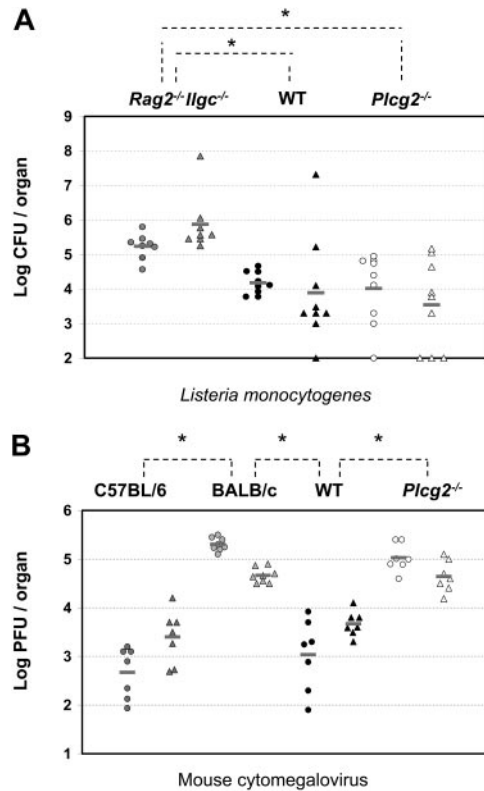 A
*
*
Rag2-/- Ilgc-/- WT Plcg2-/-
9
8
7
6
5
4
3
2
Log CFU / organ
Listeria monocytogenes
B
* * *
C57BL/6 BALB/c WT Plcg2-/-
6
5
4
3
2
1
Log PFU / organ
Mouse cytomegalovirus